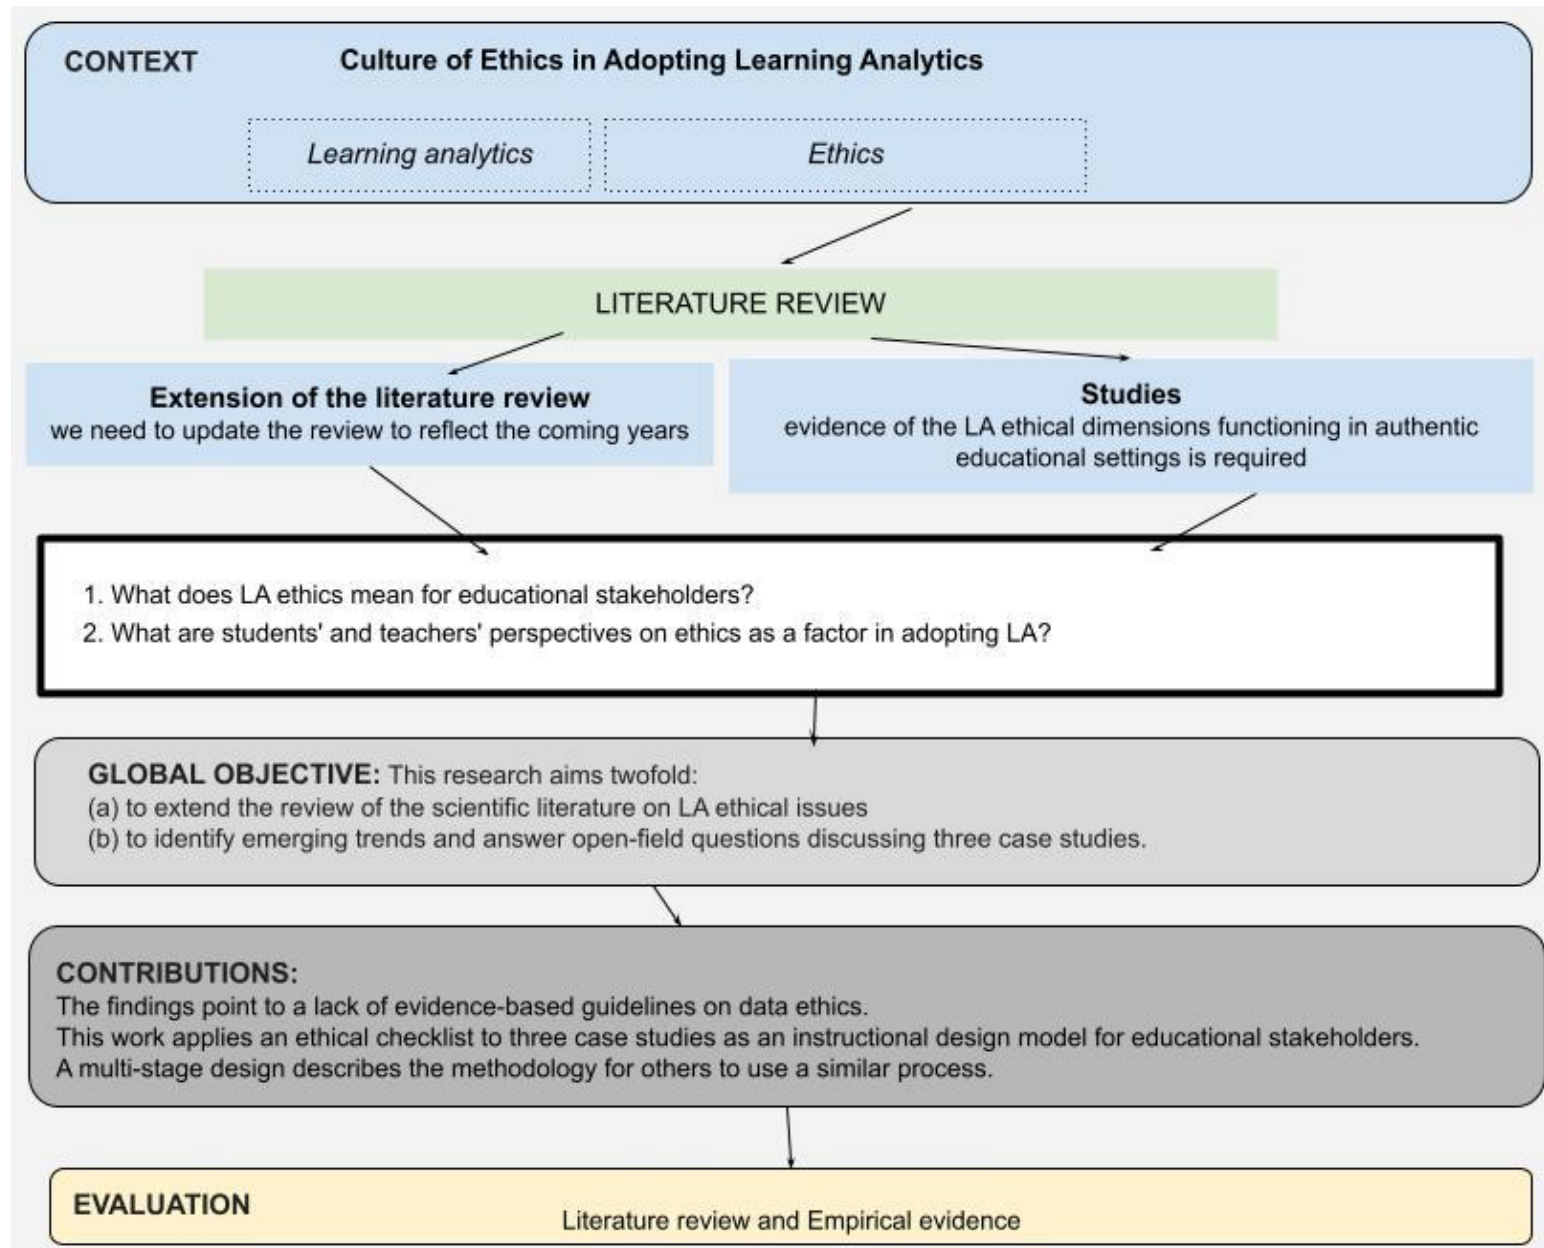 CONTEXT
Culture of Ethics in Adopting Learning Analytics
Learning analytics
Ethics
LITERATURE REVIEW
Extension of the literature review
we need to update the review to reflect the coming years
Studies
evidence of the LA ethical dimensions functioning in authentic
educational settings is required
1. What does LA ethics mean for educational stakeholders?
2. What are students' and teachers' perspectives on ethics as a factor in adopting LA?
GLOBAL OBJECTIVE: This research aims twofold:
(a) to extend the review of the scientific literature on LA ethical issues
(b) to identify emerging trends and answer open-field questions discussing three case studies.
CONTRIBUTIONS:
The findings point to a lack of evidence-based guidelines on data ethics.
This work applies an ethical checklist to three case studies as an instructional design model for educational stakeholders.
A multi-stage design describes the methodology for others to use a similar process.
EVALUATION
Literature review and Empirical evidence